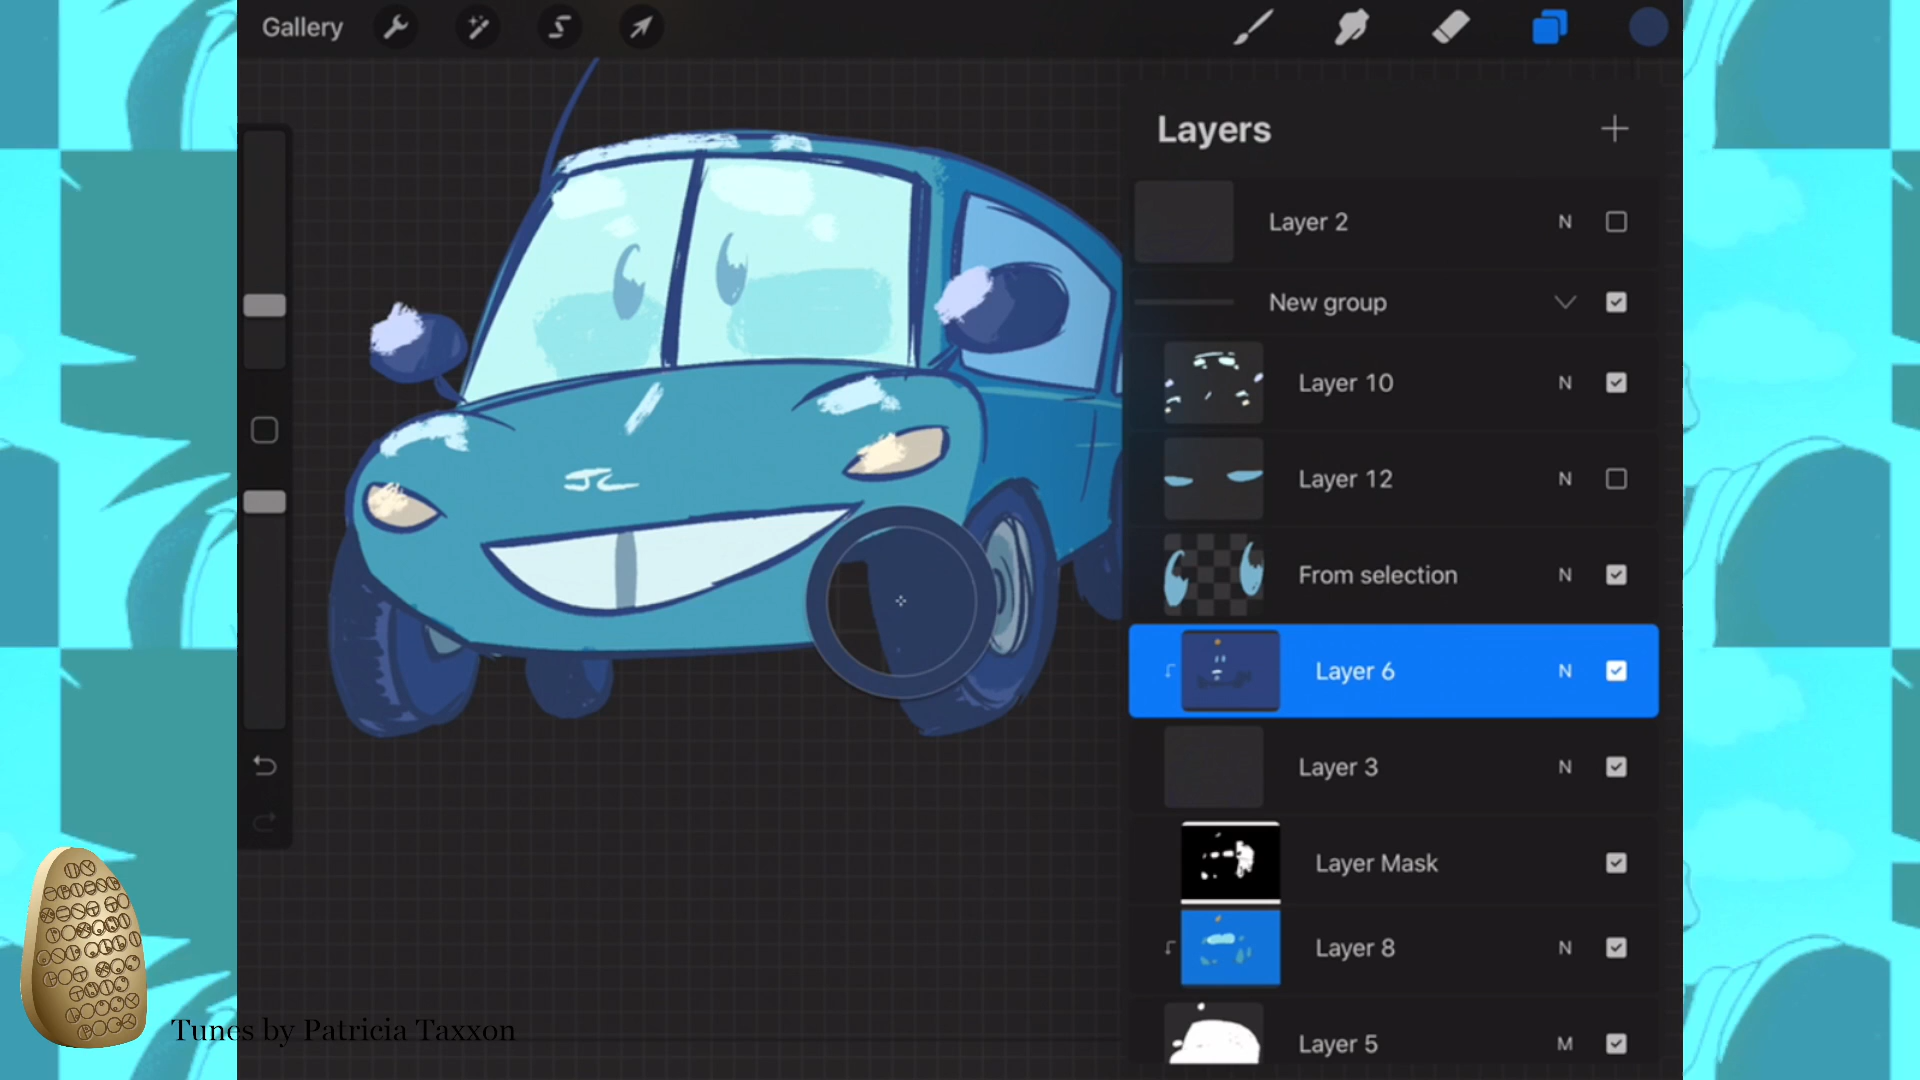 Gallery
Layers
Layer 2 N
New group
Layer 10 N
Layer 12 N
From selection N
Layer 6 N
Layer 3 N
Layer Mask
Layer 8 N
Layer 5 M
JC
Tunes by Patricia Taxxon